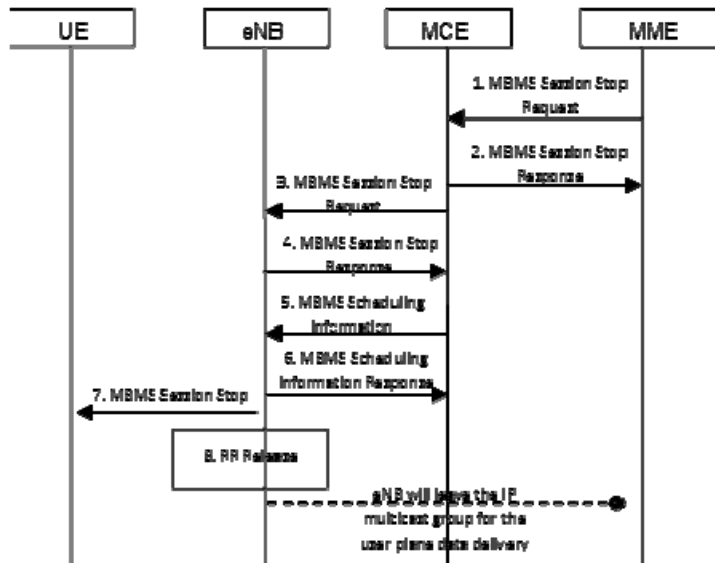 UE
eNB
MCE
MME
1. MBMS Session Stop
Request
2. MBMS Session Stop
Response
3. MBMS Session Stop
Request
4. MBMS Session Stop
Response
5. MBMS Scheduling
Information
6. MBMS Scheduling
Information Response
7. MBMS Session Stop
8. RR Release
eNB will leave the IP
multicast group for the
user plane data delivery